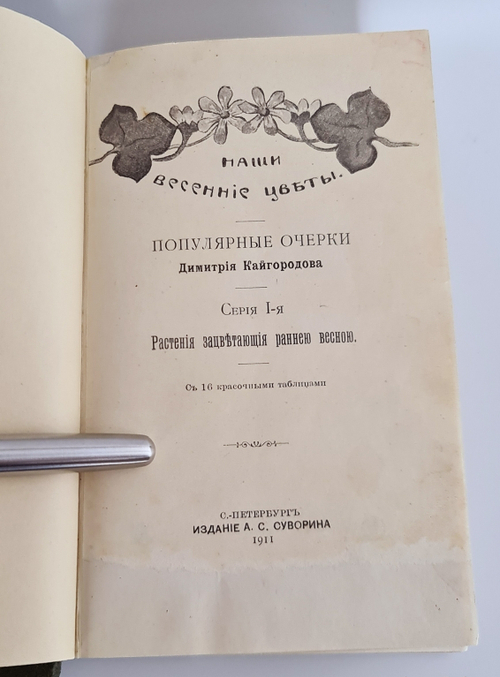 НАШИ
ВЕСЕННІЕ ЦВѢТЫ.
ПОПУЛЯРНЫЕ ОЧЕРКИ
Димитрія Кайгородова
Серія I-я
Растенія зацвѣтающія раннею весною.
Съ 16 красочными таблицами
С.-ПЕТЕРБУРГЪ
ИЗДАНІЕ А. С. СУВОРИНА
1911